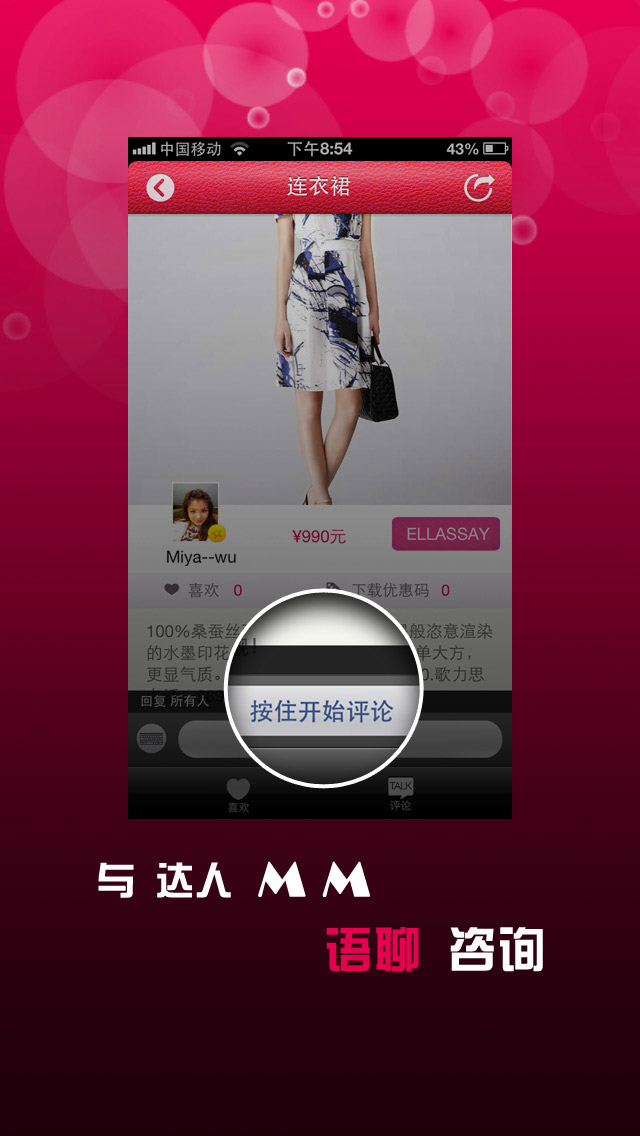 中国移动 下午8:54 43%
连衣裙
Miya--wu ¥990元 ELLASSAY
喜欢 0 下载优惠码 0
100%桑蚕丝 般恣意渲染
的水墨印花 单大方，
更显气质。 0.歌力思
回复 所有人
按住开始评论
喜欢 TALK 评论
与 达人 MM
语聊 咨询